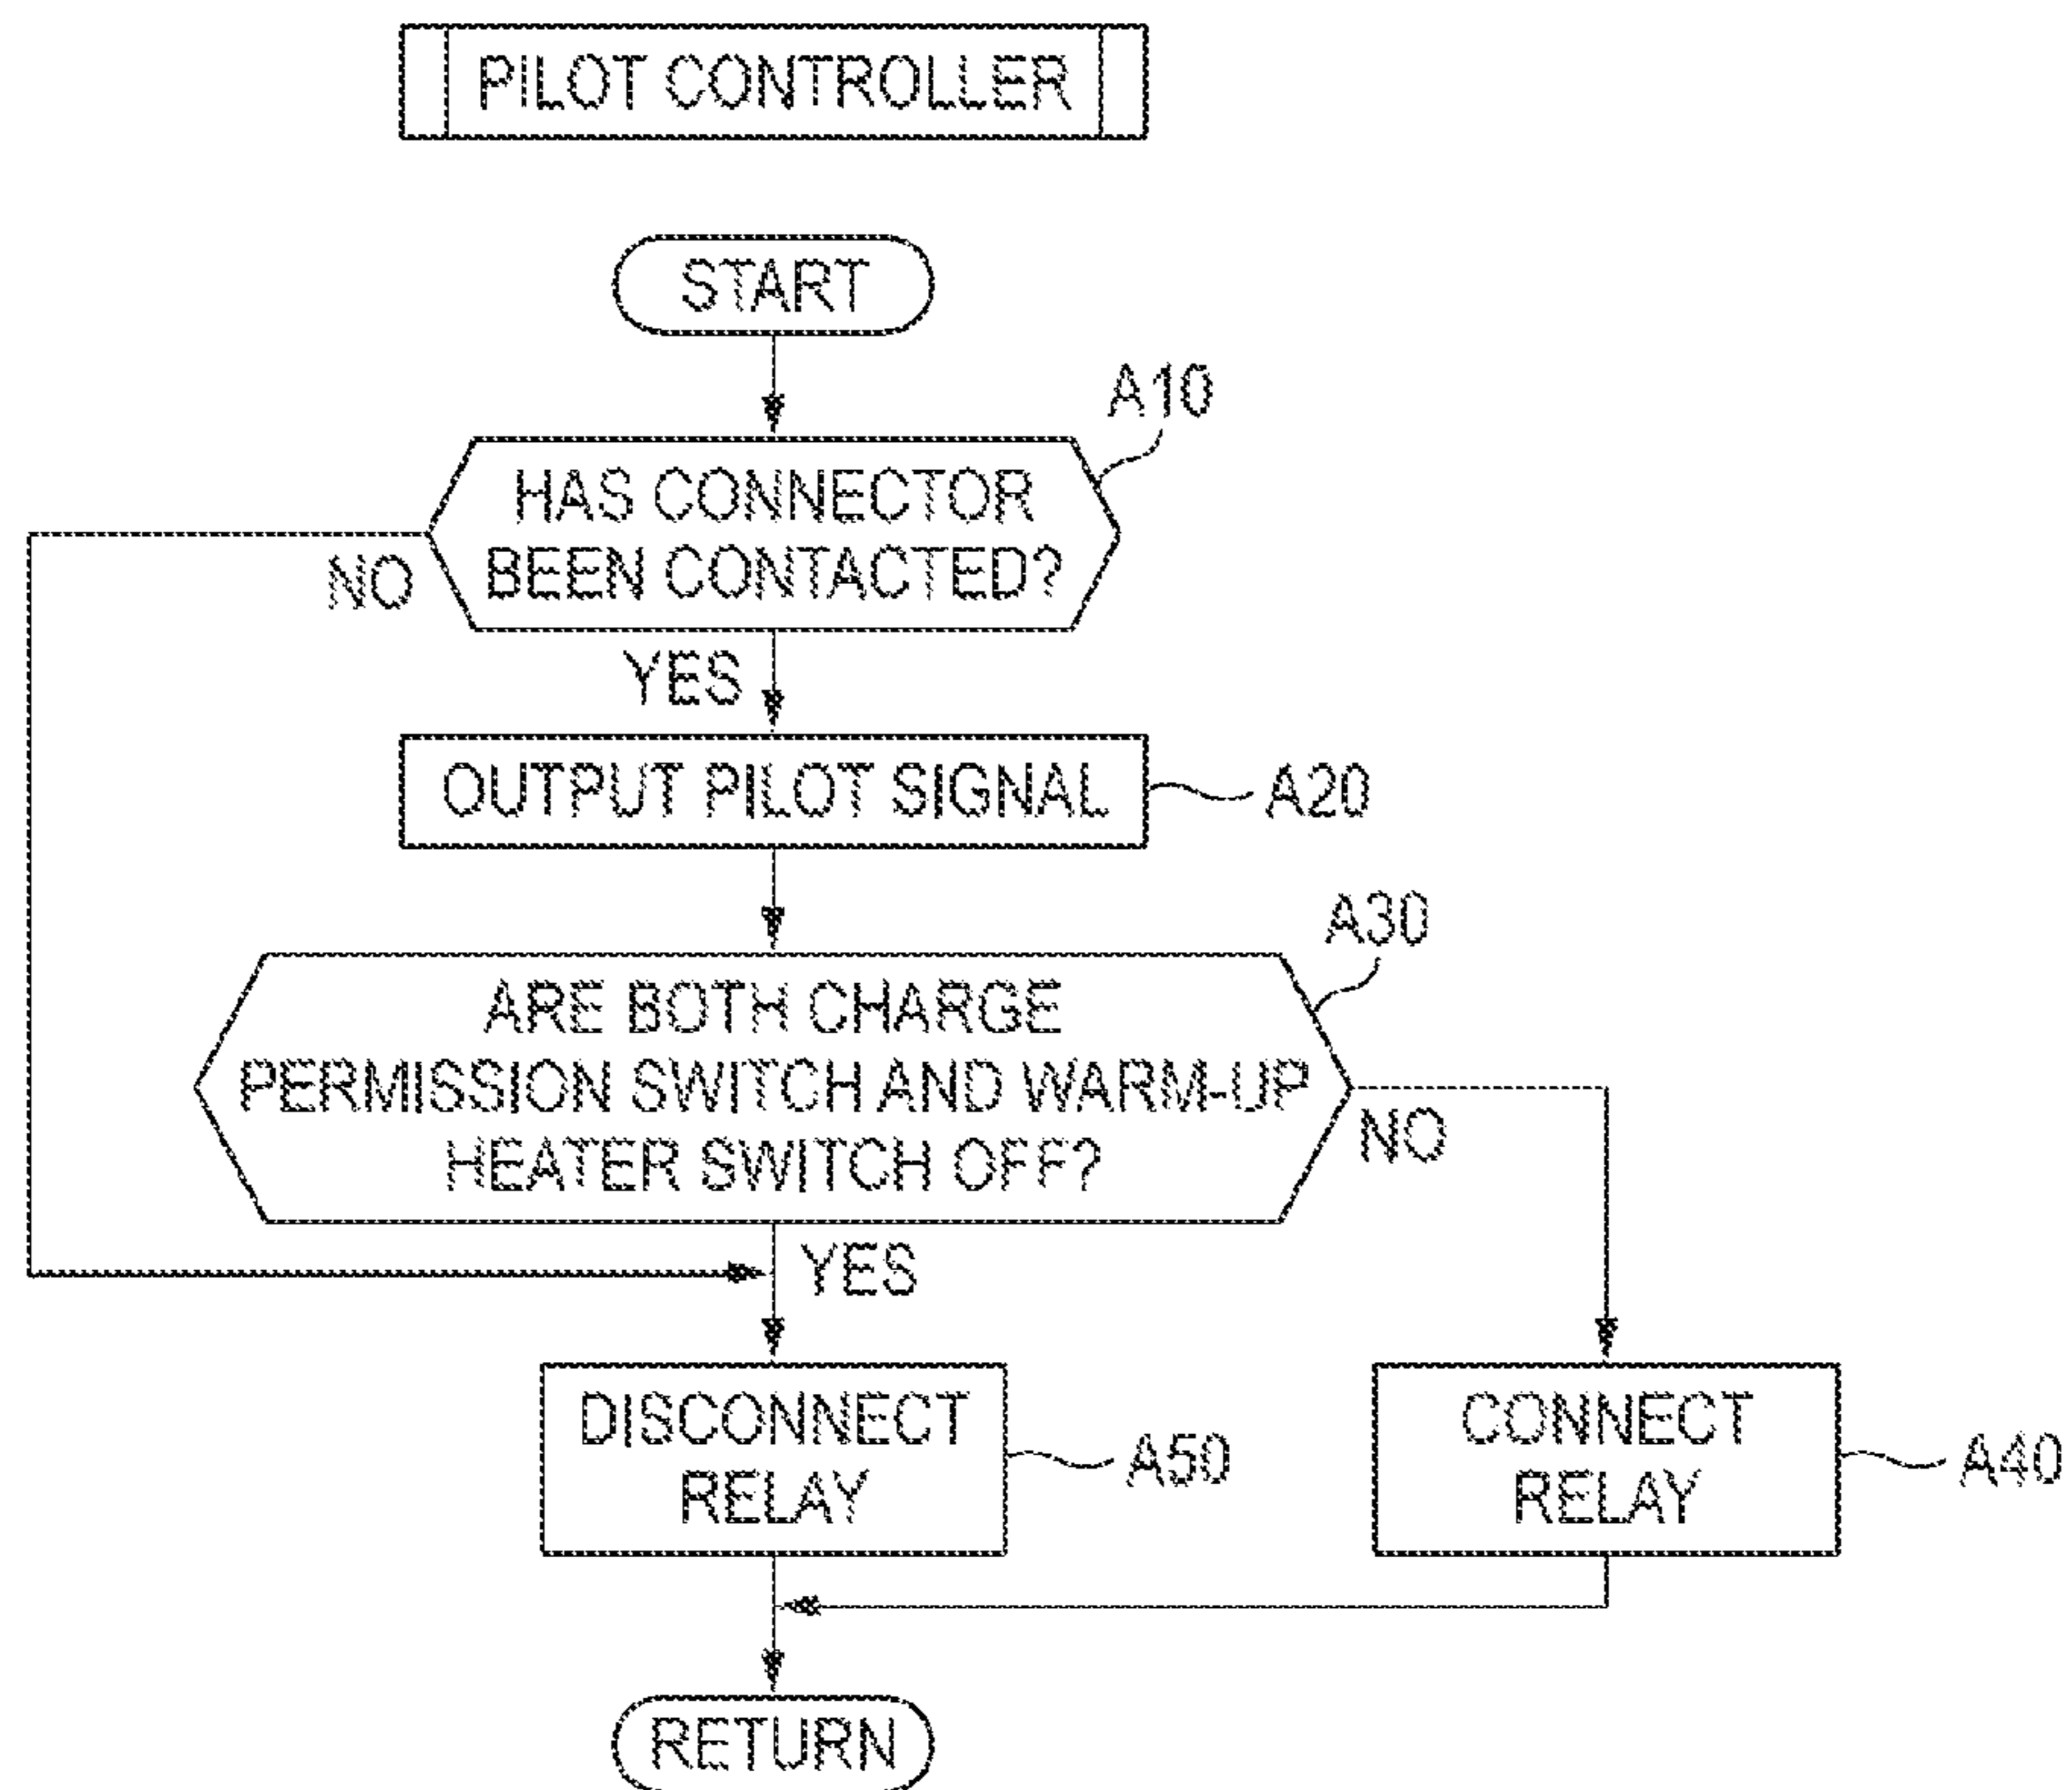 PILOT CONTROLLER
START
A10
HAS CONNECTOR
BEEN CONTACTED?
NO
YES
OUTPUT PILOT SIGNAL
A20
A30
ARE BOTH CHARGE
PERMISSION SWITCH AND WARM-UP
HEATER SWITCH OFF?
NO
YES
DISCONNECT
RELAY
A50
CONNECT
RELAY
A40
RETURN